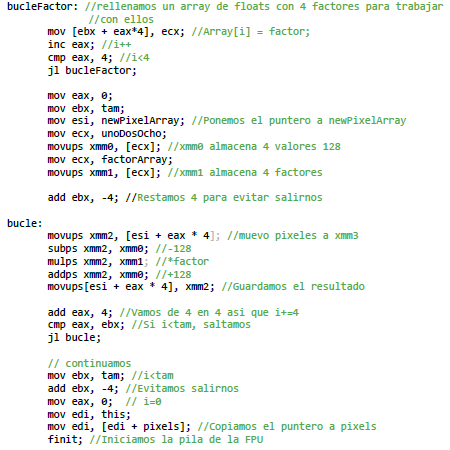 bucleFactor: //rellenamos un array de floats con 4 factores para trabajar
//con ellos
mov [ebx + eax*4], ecx; //Array[i] = factor;
inc eax; //i++
cmp eax, 4; //i<4
jl bucleFactor;
mov eax, 0;
mov ebx, tam;
mov esi, newPixelArray; //Ponemos el puntero a newPixelArray
mov ecx, unoDosOcho;
movups xmm0, [ecx]; //xmm0 almacena 4 valores 128
mov ecx, factorArray;
movups xmm1, [ecx]; //xmm1 almacena 4 factores
add ebx, -4; //Restamos 4 para evitar salirnos
bucle:
movups xmm2, [esi + eax * 4]; //muevo pixeles a xmm3
subps xmm2, xmm0; //-128
mulps xmm2, xmm1; //*factor
addps xmm2, xmm0; //+128
movups[esi + eax * 4], xmm2; //Guardamos el resultado
add eax, 4; //Vamos de 4 en 4 asi que i+=4
cmp eax, ebx; //Si i<tam, saltamos
jl bucle;
// continuamos
mov ebx, tam; //i<tam
add ebx, -4; //Evitamos salirnos
mov eax, 0;  // i=0
mov edi, this;
mov edi, [edi + pixels]; //Copiamos el puntero a pixels
finit; //Iniciamos la pila de la FPU